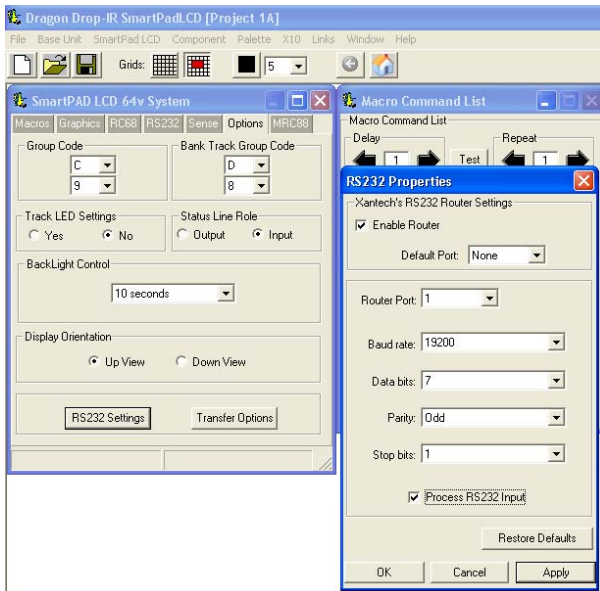 Dragon Drop-IR SmartPadLCD [Project 1A]
File Base Unit SmartPad LCD Component Palette X10 Links Window Help
Grids: 5
SmartPAD LCD 64v System
Macros Graphics RC68 RS232 Sense Options MRC88
Group Code Bank Track Group Code
C D
9 8
Track LED Settings Status Line Role
Yes No Output Input
BackLight Control
10 seconds
Display Orientation
Up View Down View
RS232 Settings Transfer Options
Macro Command List
Macro Command List
Delay Repeat
1 Test 1
RS232 Properties
Xantech's RS232 Router Settings
Enable Router
Default Port: None
Router Port: 1
Baud rate: 19200
Data bits: 7
Parity: Odd
Stop bits: 1
Process RS232 Input
Restore Defaults
OK Cancel Apply